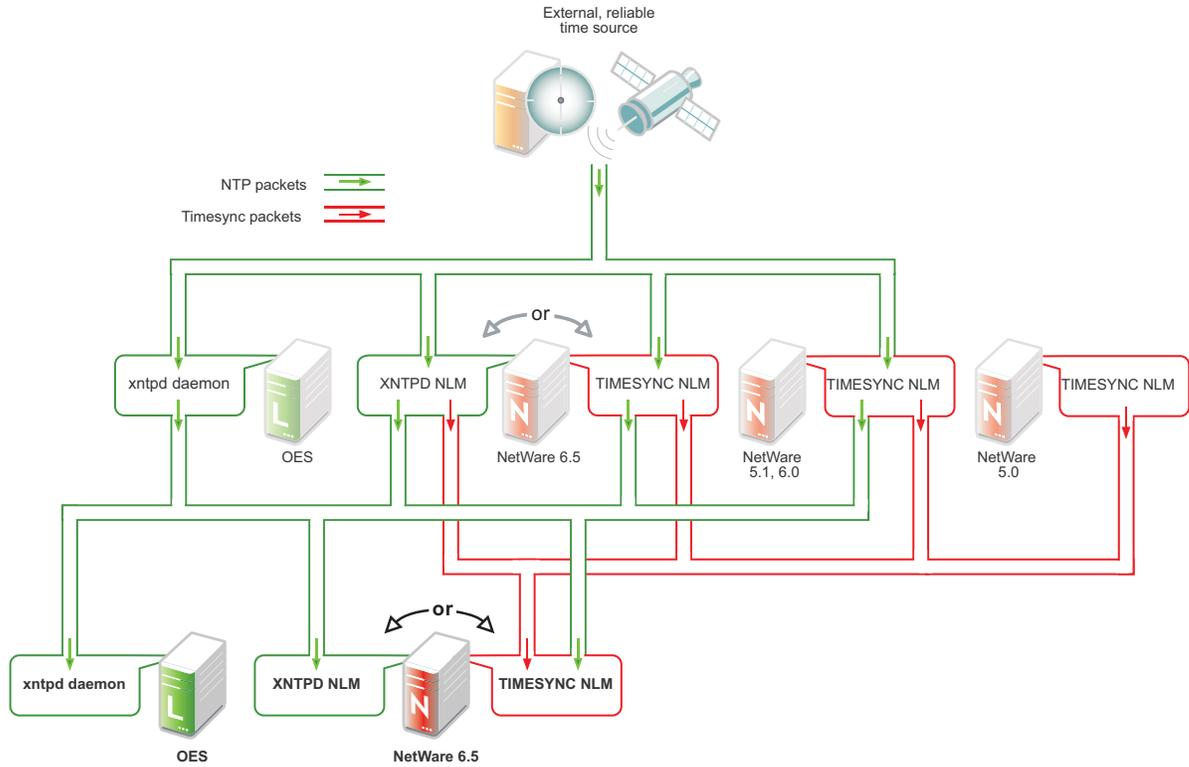 External, reliable
time source
NTP packets
Timesync packets
or
xntpd daemon
XNTPD NLM
TIMESYNC NLM
TIMESYNC NLM
TIMESYNC NLM
L
N
N
N
OES
NetWare 6.5
NetWare
5.1, 6.0
NetWare
5.0
or
xntpd daemon
XNTPD NLM
TIMESYNC NLM
L
N
OES
NetWare 6.5